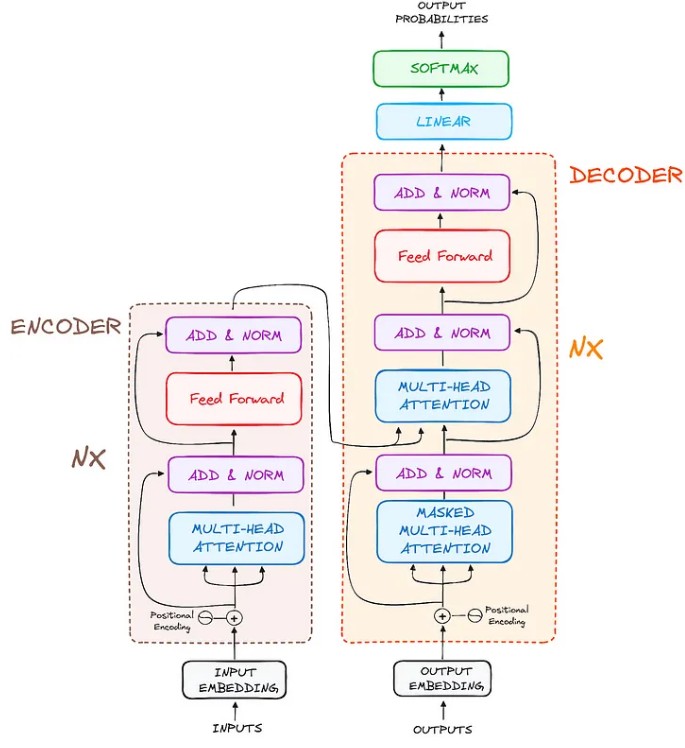 OUTPUT
PROBABILITIES
SOFTMAX
LINEAR
DECODER
ADD & NORM
Feed Forward
ADD & NORM
NX
MULTI-HEAD
ATTENTION
ADD & NORM
MASKED
MULTI-HEAD
ATTENTION
Positional
Encoding
OUTPUT
EMBEDDING
OUTPUTS
ENCODER
ADD & NORM
Feed Forward
NX
ADD & NORM
MULTI-HEAD
ATTENTION
Positional
Encoding
INPUT
EMBEDDING
INPUTS